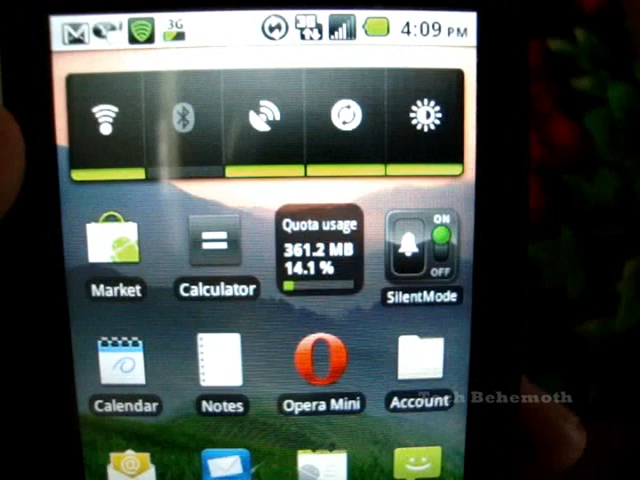 3G
3G
4:09 PM
Quota usage
361.2 MB
14.1 %
ON
OFF
Market
Calculator
SilentMode
Calendar
Notes
Opera Mini
Account
Behemoth